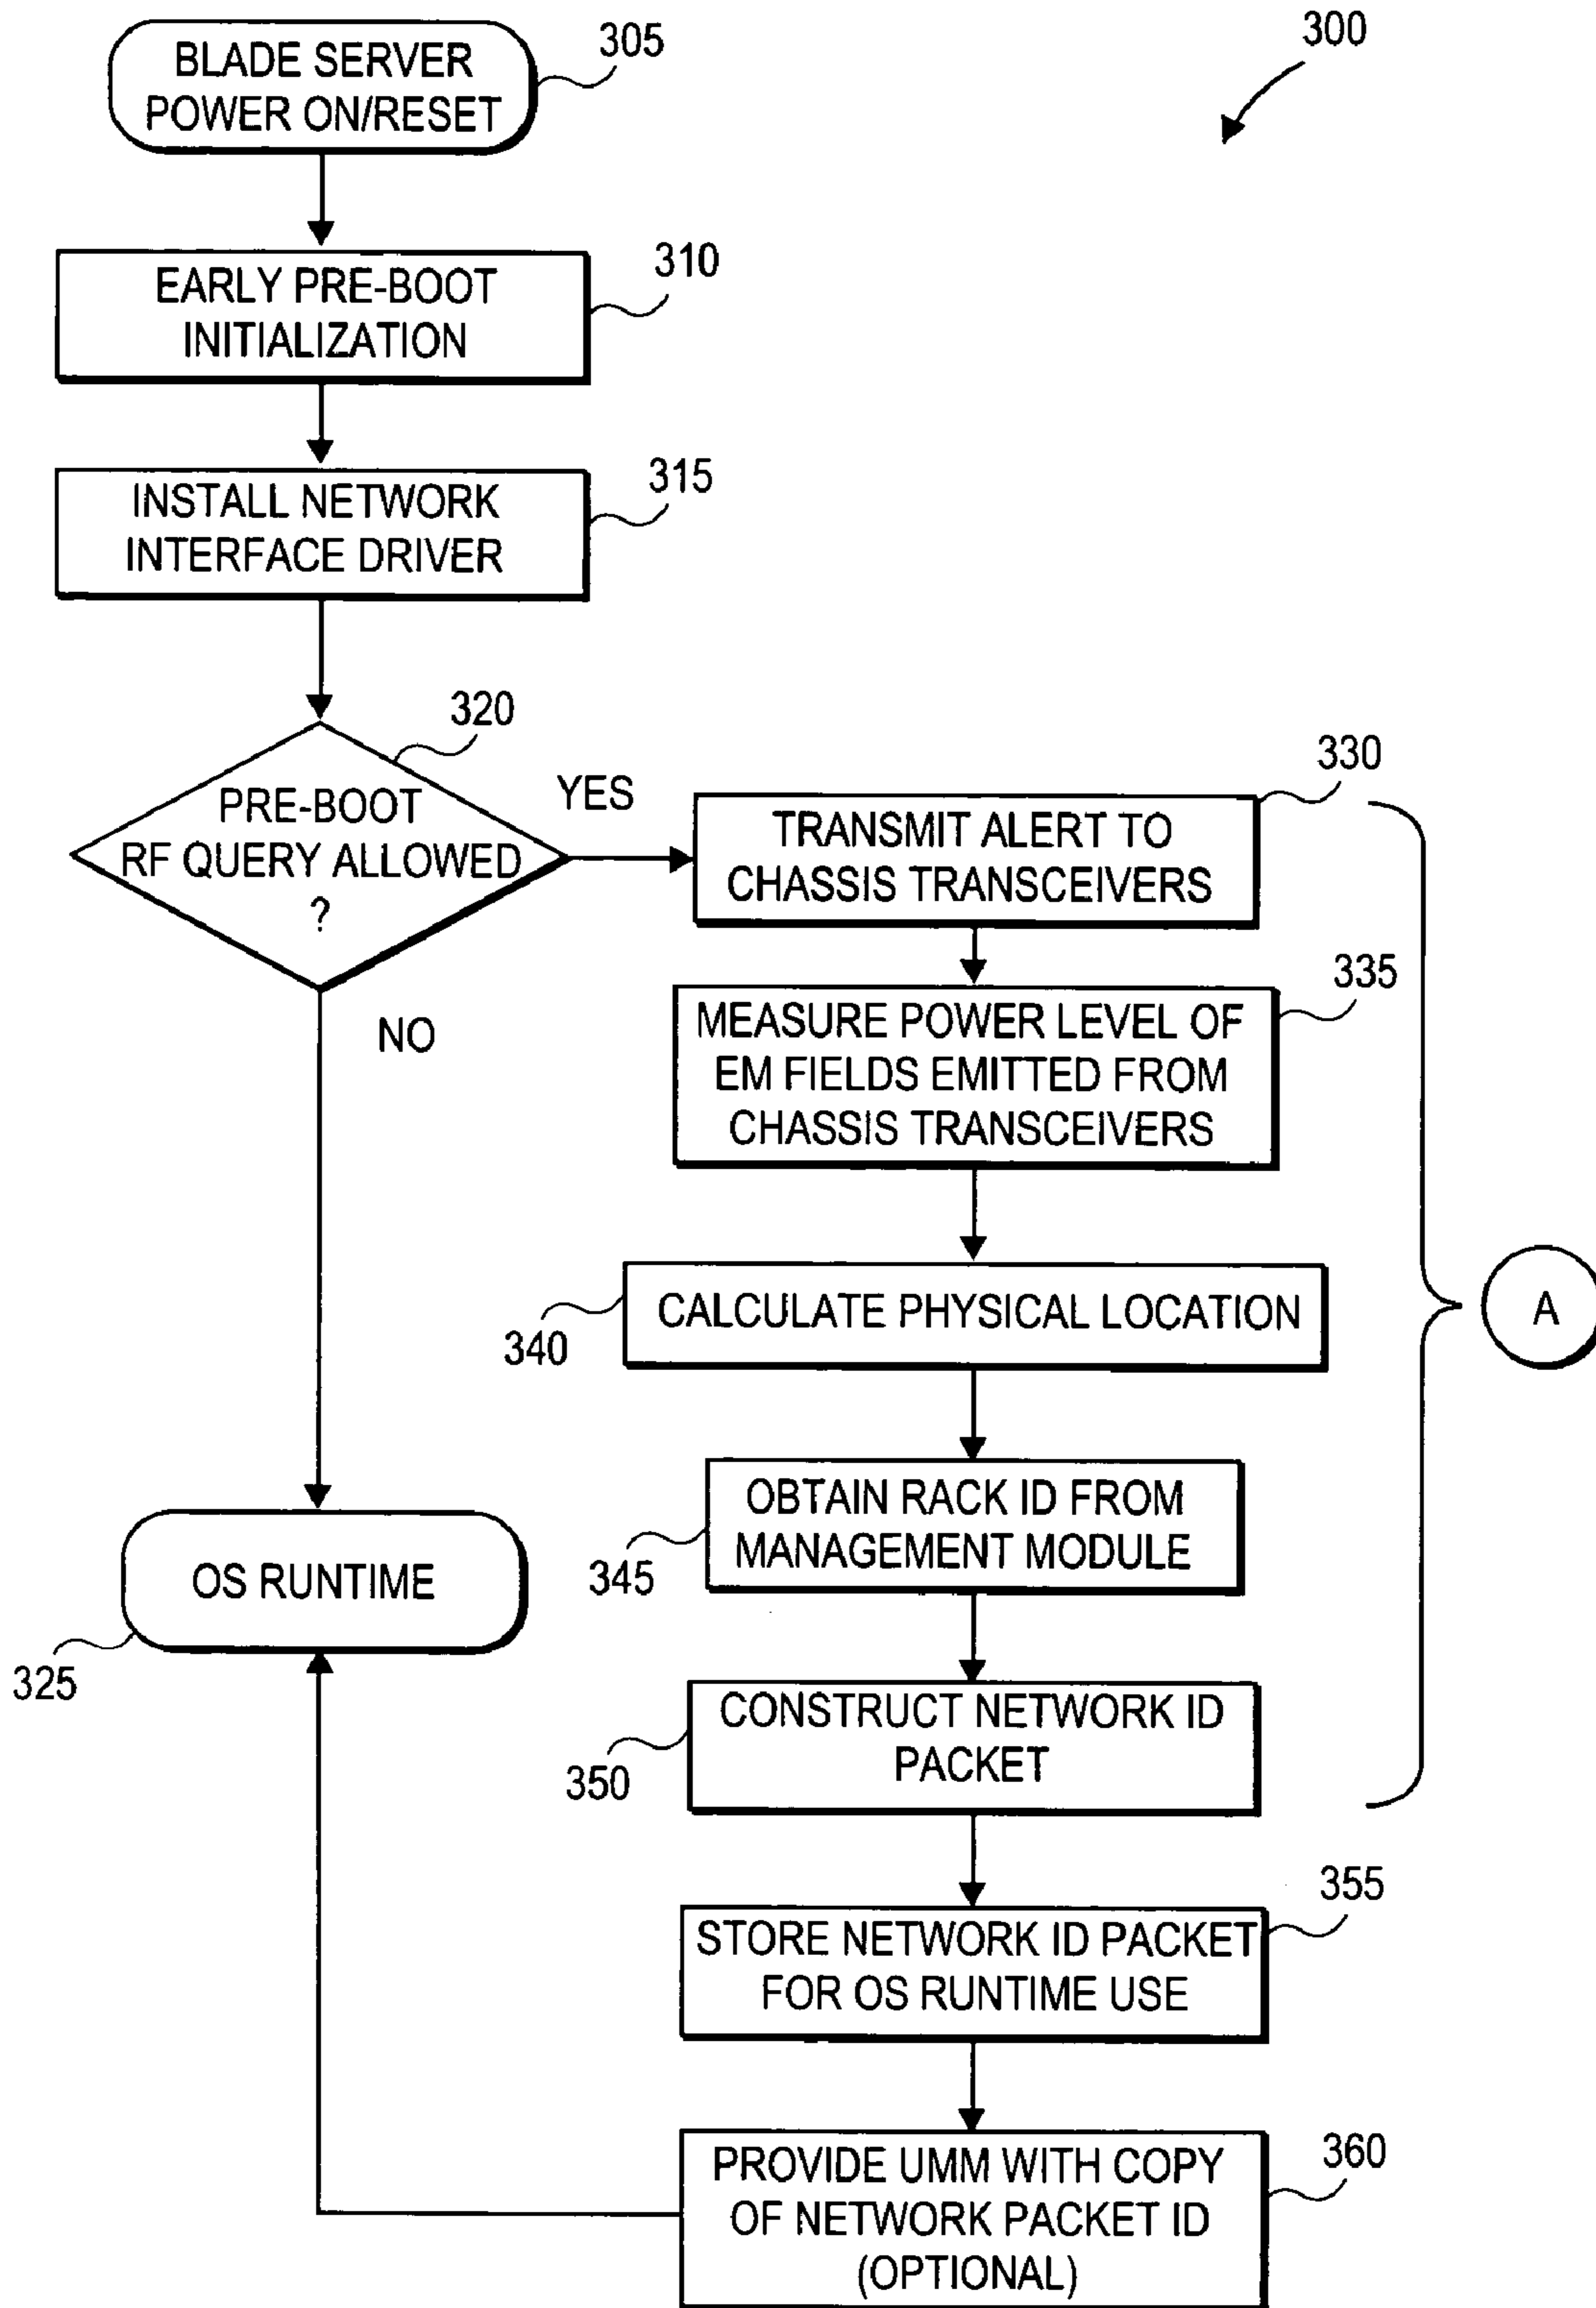 300
BLADE SERVER
POWER ON/RESET
305
EARLY PRE-BOOT
INITIALIZATION
310
INSTALL NETWORK
INTERFACE DRIVER
315
320
PRE-BOOT
RF QUERY ALLOWED
?
YES
NO
330
TRANSMIT ALERT TO
CHASSIS TRANSCEIVERS
335
MEASURE POWER LEVEL OF
EM FIELDS EMITTED FROM
CHASSIS TRANSCEIVERS
CALCULATE PHYSICAL LOCATION
340
A
OBTAIN RACK ID FROM
MANAGEMENT MODULE
345
OS RUNTIME
325
CONSTRUCT NETWORK ID
PACKET
350
355
STORE NETWORK ID PACKET
FOR OS RUNTIME USE
360
PROVIDE UMM WITH COPY
OF NETWORK PACKET ID
(OPTIONAL)